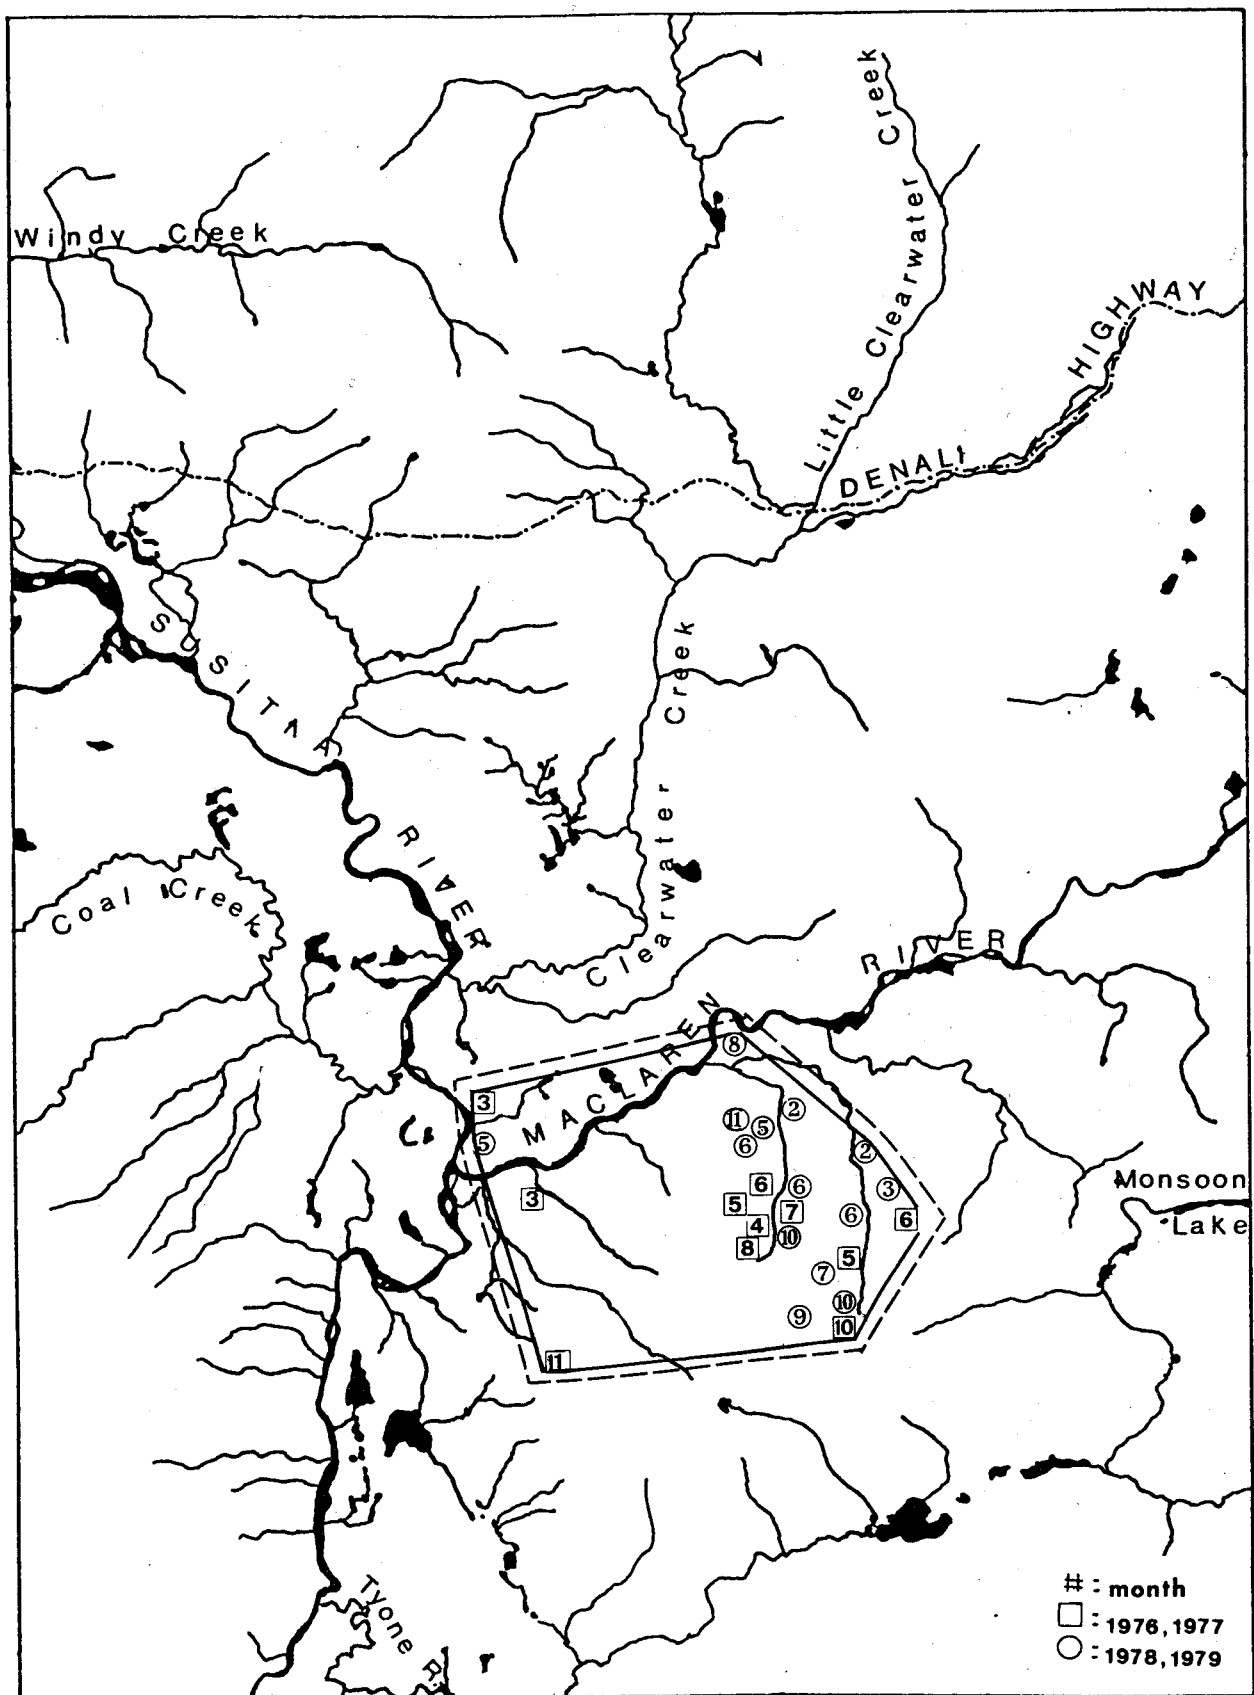 Windy Creek
Little Clearwater Creek
DENALI HIGHWAY
SUSITNA RIVER
Clearwater Creek
Coal Creek
Clearwater
MACLAREN RIVER
8
3
2
11
5
6
5
2
6
6
3
3
5
7
6
6
4
10
8
5
7
10
9
10
11
Monsoon
Lake
Tyone R.
# : month
□ : 1976,1977
○ : 1978,1979